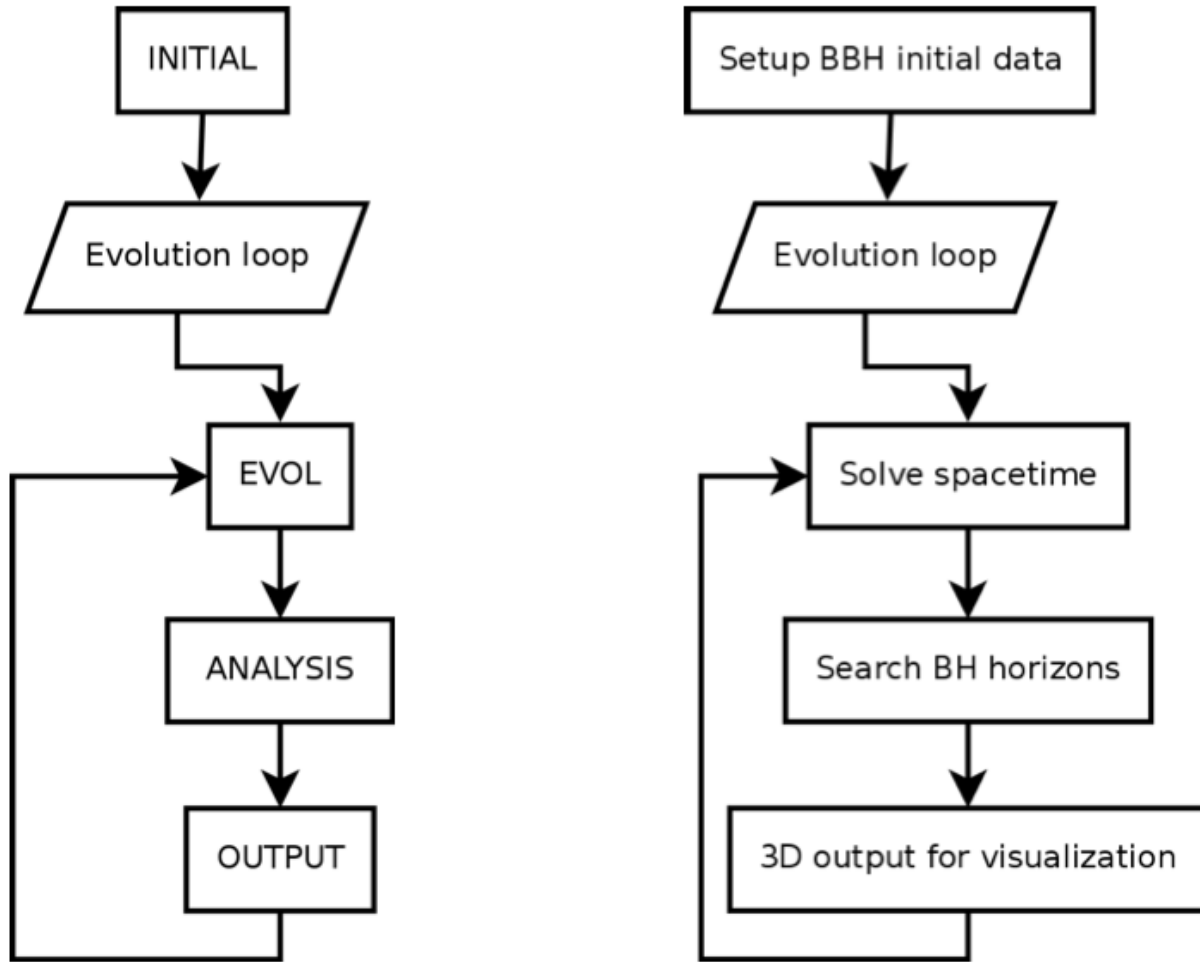 INITIAL
Evolution loop
EVOL
ANALYSIS
OUTPUT
Setup BBH initial data
Evolution loop
Solve spacetime
Search BH horizons
3D output for visualization